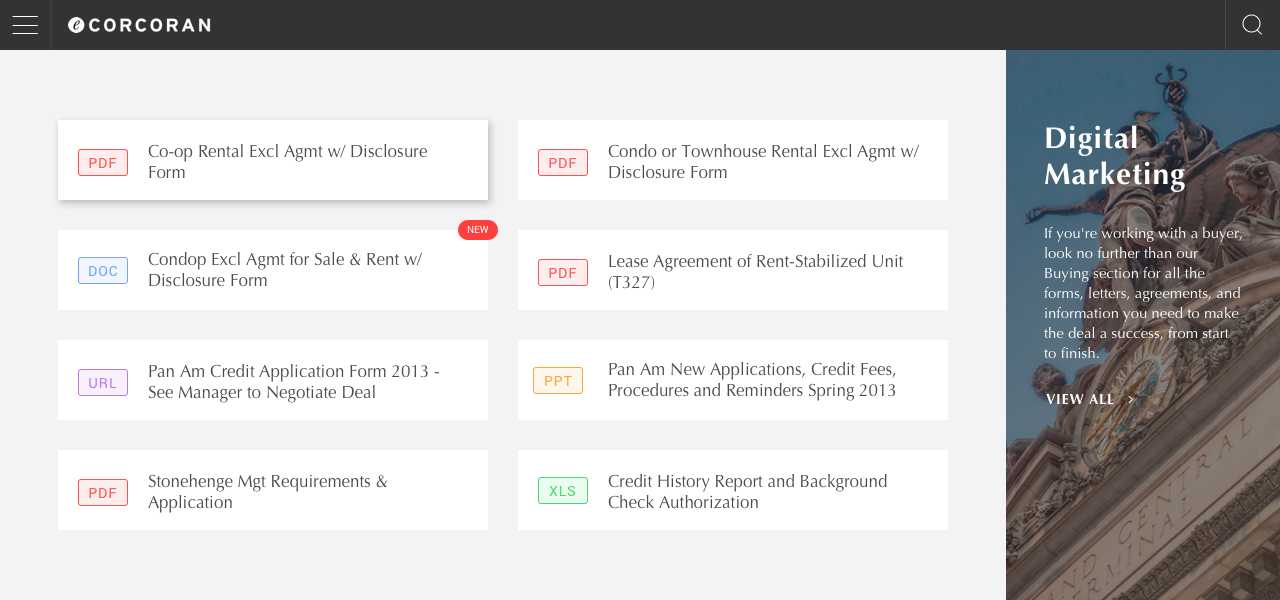 CORCORAN
PDF
Co-op Rental Excl Agmt w/ Disclosure
Form
PDF
Condo or Townhouse Rental Excl Agmt w/
Disclosure Form
NEW
DOC
Condop Excl Agmt for Sale & Rent w/
Disclosure Form
PDF
Lease Agreement of Rent-Stabilized Unit
(T327)
URL
Pan Am Credit Application Form 2013 -
See Manager to Negotiate Deal
PPT
Pan Am New Applications, Credit Fees,
Procedures and Reminders Spring 2013
PDF
Stonehenge Mgt Requirements &
Application
XLS
Credit History Report and Background
Check Authorization
Digital
Marketing
If you're working with a buyer,
look no further than our
Buying section for all the
forms, letters, agreements, and
information you need to make
the deal a success, from start
to finish.
VIEW ALL >
GRAND CENTRAL
TERMINAL